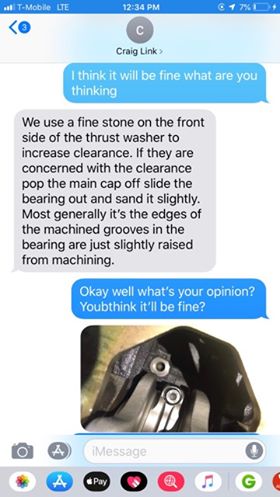 T-Mobile LTE
12:34 PM
7%
3
C
Craig Link >
I think it will be fine what are you
thinking
We use a fine stone on the front
side of the thrust washer to
increase clearance. If they are
concerned with the clearance
pop the main cap off slide the
bearing out and sand it slightly.
Most generally it's the edges of
the machined grooves in the
bearing are just slightly raised
from machining.
Okay well what's your opinion?
Youbthink it'll be fine?
iMessage
Pay
G